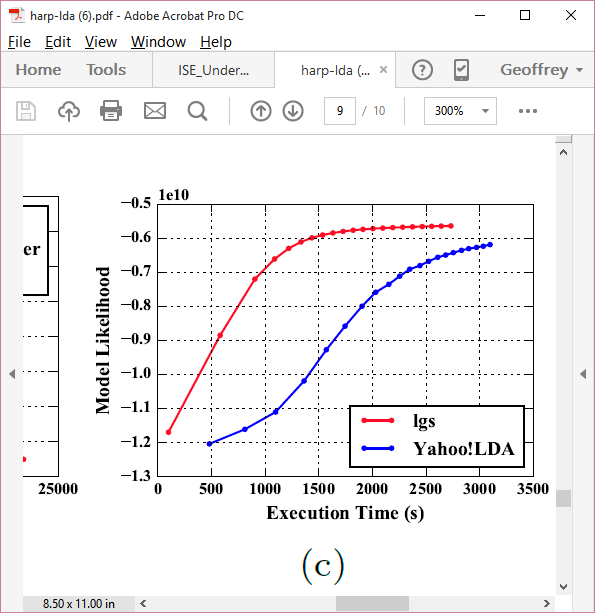 harp-lda (6).pdf - Adobe Acrobat Pro DC
File Edit View Window Help
Home Tools ISE_Under... harp-lda (... × Geoffrey
9 / 10 300%
er
25000
1e10
−0.5
−0.6
−0.7
−0.8
−0.9
−1.0
−1.1
−1.2
−1.3
Model Likelihood
lgs
Yahoo!LDA
0 500 1000 1500 2000 2500 3000 3500
Execution Time (s)
(c)
8.50 x 11.00 in